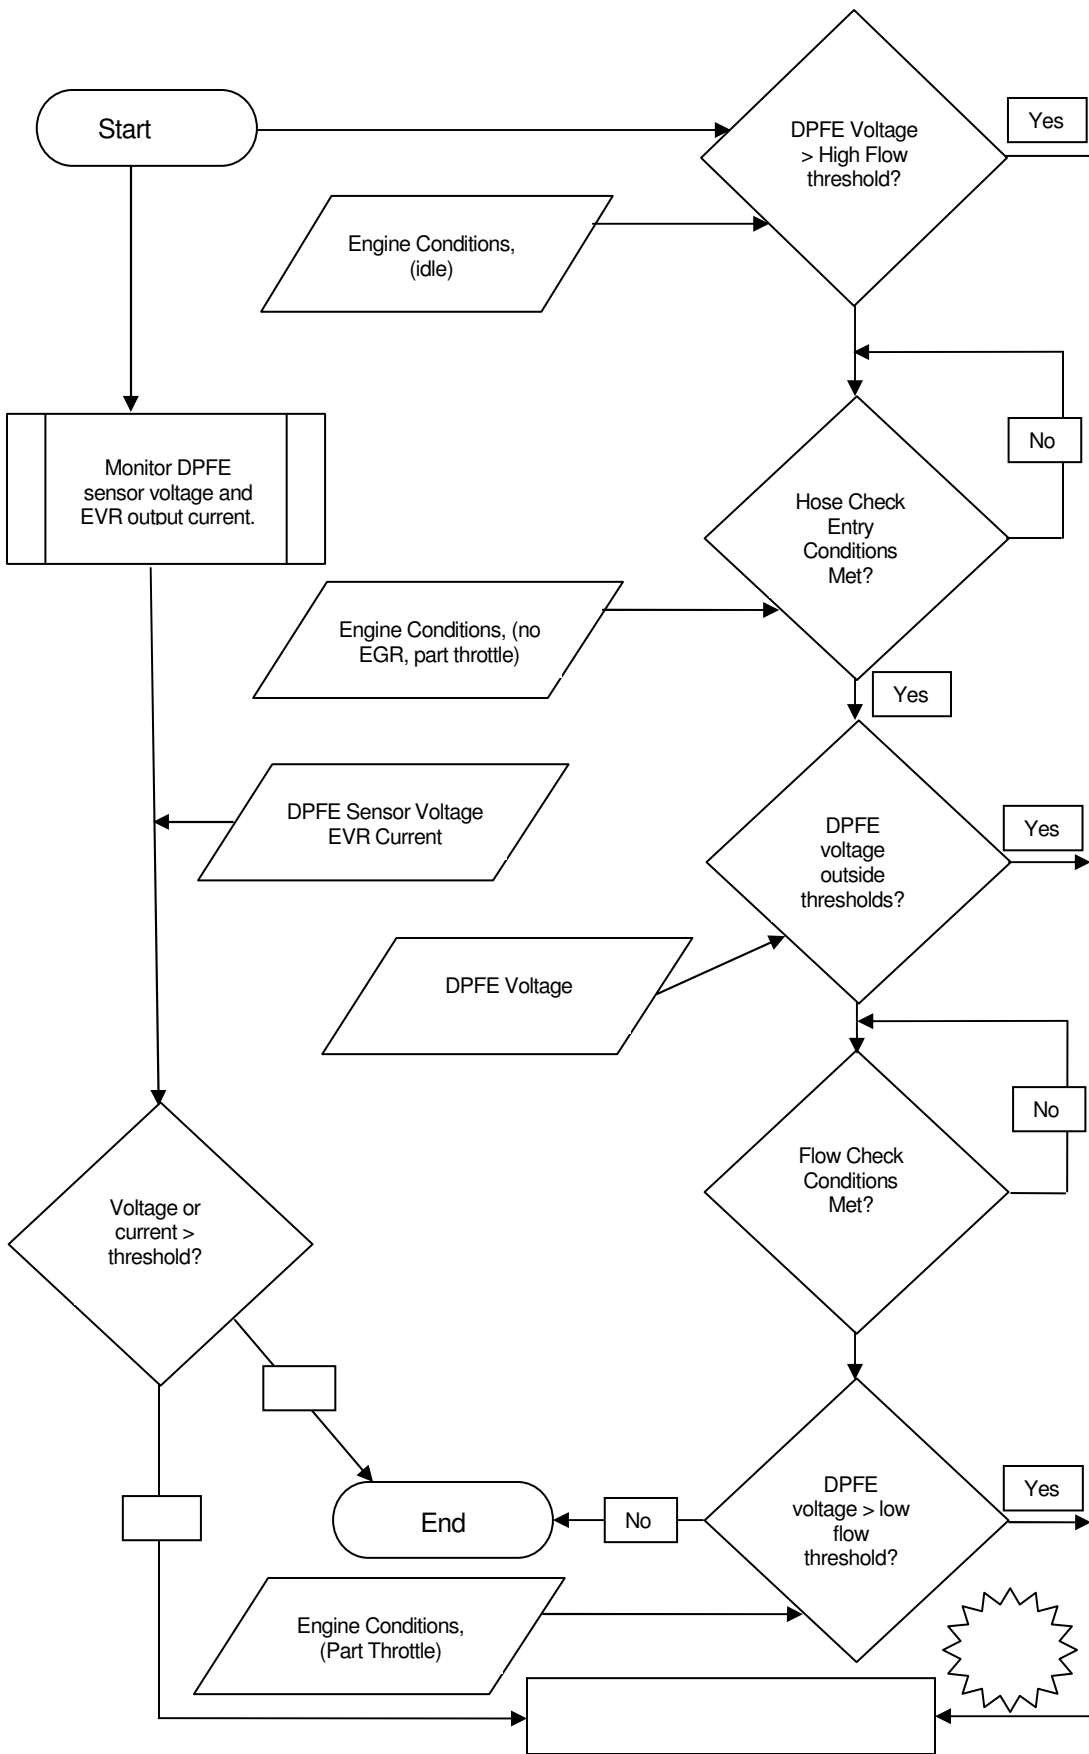 Start
DPFE Voltage
> High Flow
threshold?
Yes
Engine Conditions,
(idle)
Monitor DPFE
sensor voltage and
EVR output current.
No
Hose Check
Entry
Conditions
Met?
Engine Conditions, (no
EGR, part throttle)
Yes
DPFE Sensor Voltage
EVR Current
DPFE
voltage
outside
thresholds?
Yes
DPFE Voltage
No
Flow Check
Conditions
Met?
Voltage or
current >
threshold?
End
No
DPFE
voltage > low
flow
threshold?
Yes
Engine Conditions,
(Part Throttle)